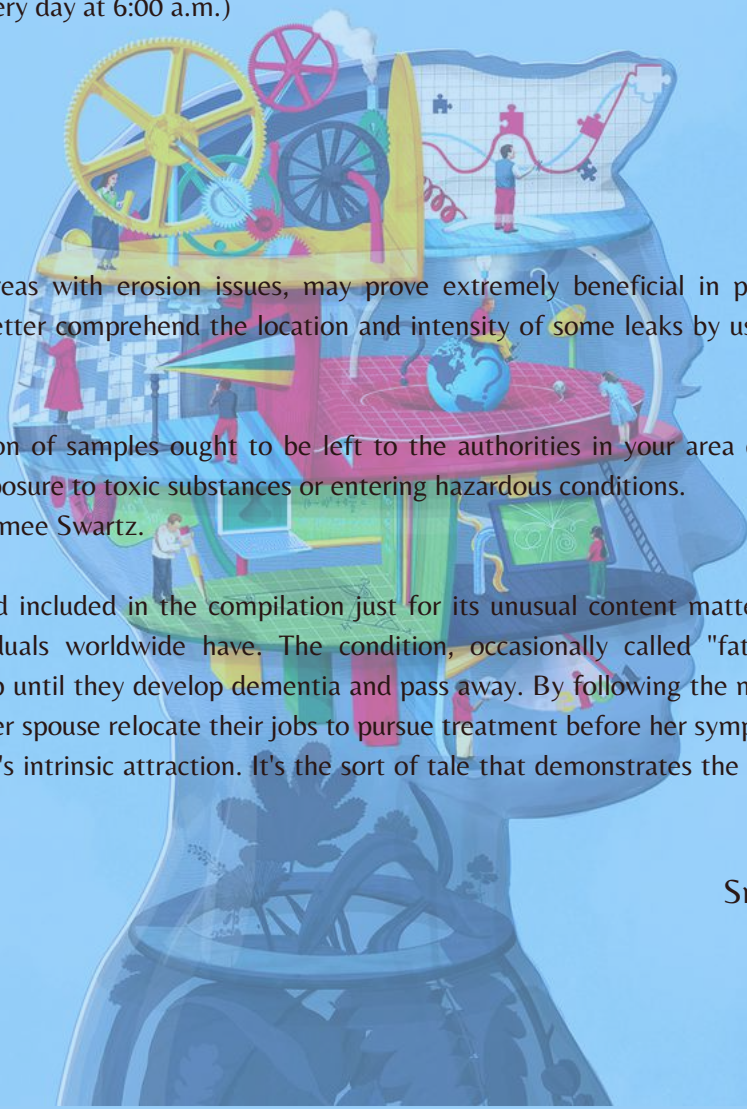 ery day at 6:00 a.m.)
reas with erosion issues, may prove extremely beneficial in p
etter comprehend the location and intensity of some leaks by us
on of samples ought to be left to the authorities in your area
posure to toxic substances or entering hazardous conditions.
mee Swartz.
d included in the compilation just for its unusual content matte
duals worldwide have. The condition, occasionally called "fat
p until they develop dementia and pass away. By following the
er spouse relocate their jobs to pursue treatment before her symp
's intrinsic attraction. It's the sort of tale that demonstrates the
Sr